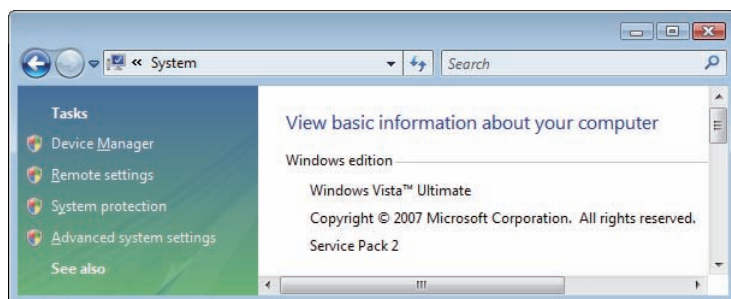 « System
Search
Tasks
Device Manager
Remote settings
System protection
Advanced system settings
See also
View basic information about your computer
Windows edition
Windows Vista™ Ultimate
Copyright © 2007 Microsoft Corporation. All rights reserved.
Service Pack 2